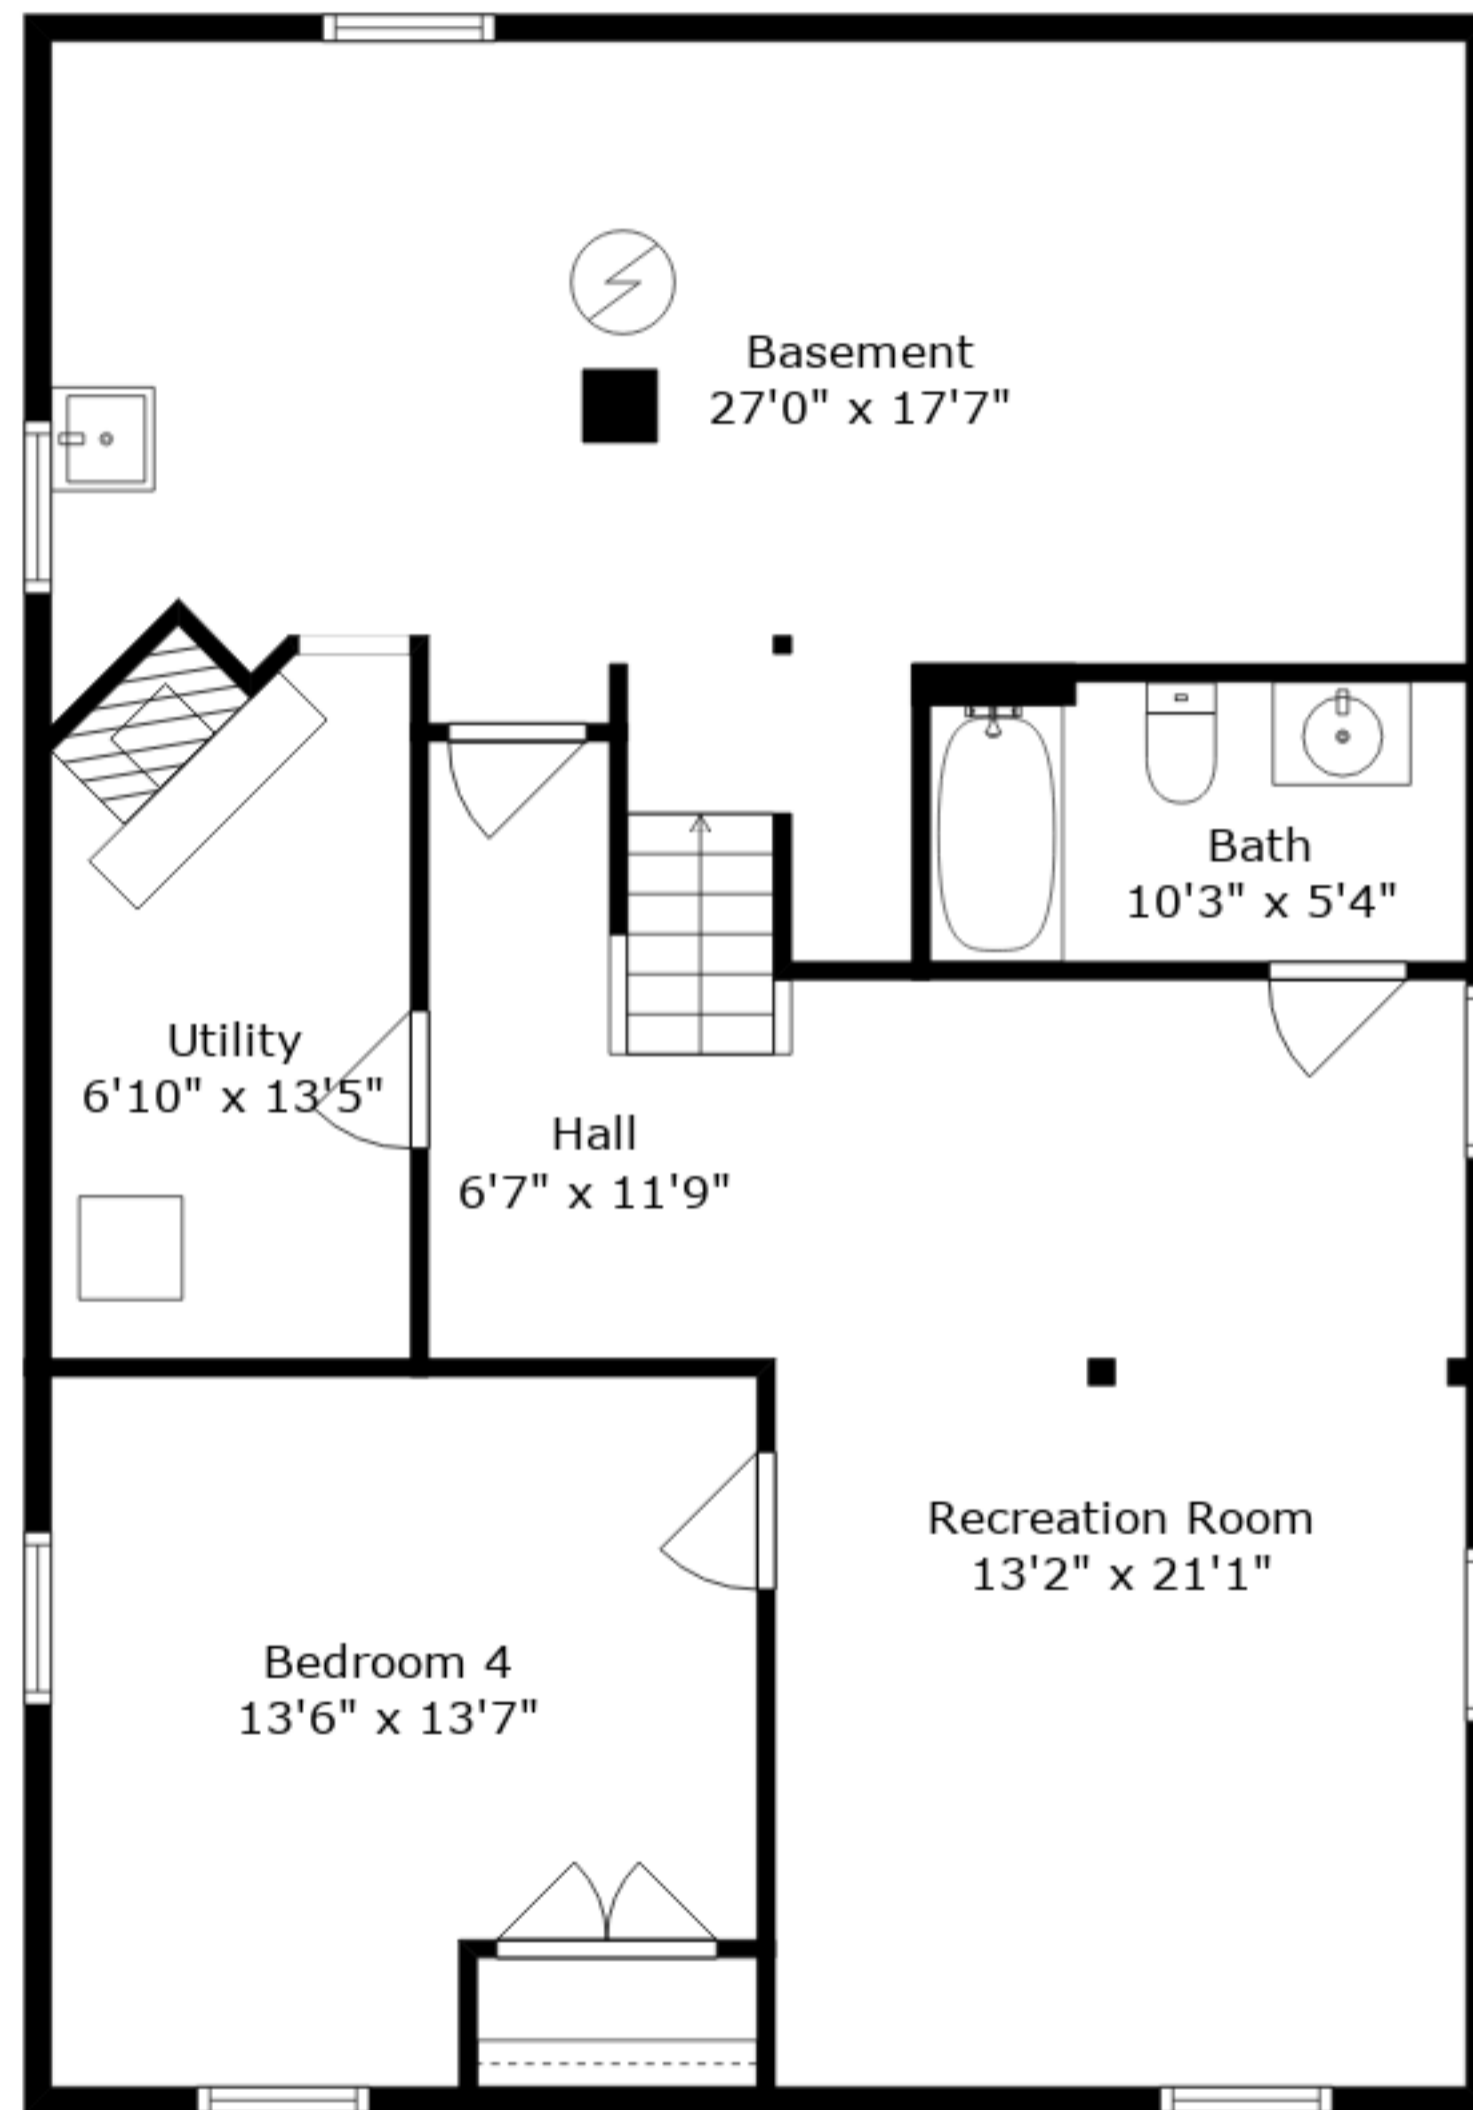 Basement
27'0" x 17'7"
Bath
10'3" x 5'4"
Utility
6'10" x 13'5"
Hall
6'7" x 11'9"
Recreation Room
13'2" x 21'1"
Bedroom 4
13'6" x 13'7"